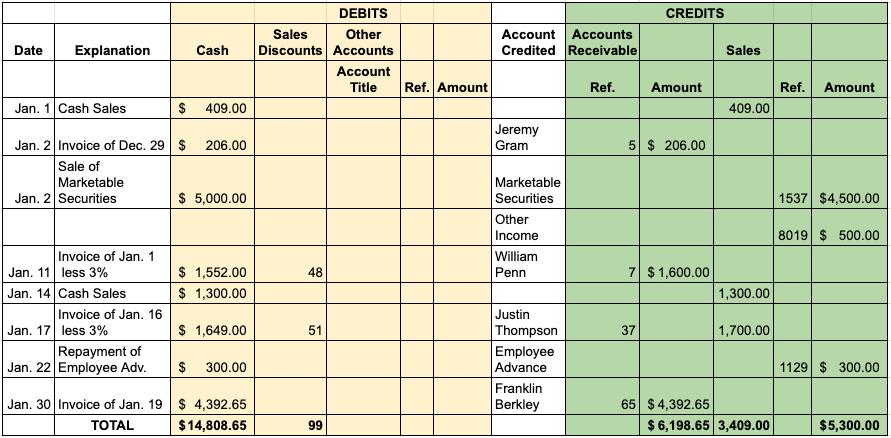 DEBITS CREDITS
Date Explanation Cash Sales Discounts Other Accounts Account Credited Accounts Receivable Sales
Account Title Ref. Amount Ref. Amount Ref. Amount
Jan. 1 Cash Sales $ 409.00 409.00
Jan. 2 Invoice of Dec. 29 $ 206.00 Jeremy Gram 5 $ 206.00
Jan. 2 Sale of Marketable Securities $ 5,000.00 Marketable Securities 1537 $4,500.00
Other Income 8019 $ 500.00
Jan. 11 Invoice of Jan. 1 less 3% $ 1,552.00 48 William Penn 7 $ 1,600.00
Jan. 14 Cash Sales $ 1,300.00 1,300.00
Jan. 17 Invoice of Jan. 16 less 3% $ 1,649.00 51 Justin Thompson 37 1,700.00
Jan. 22 Repayment of Employee Adv. $ 300.00 Employee Advance 1129 $ 300.00
Jan. 30 Invoice of Jan. 19 $ 4,392.65 Franklin Berkley 65 $ 4,392.65
TOTAL $14,808.65 99 $ 6,198.65 3,409.00 $5,300.00